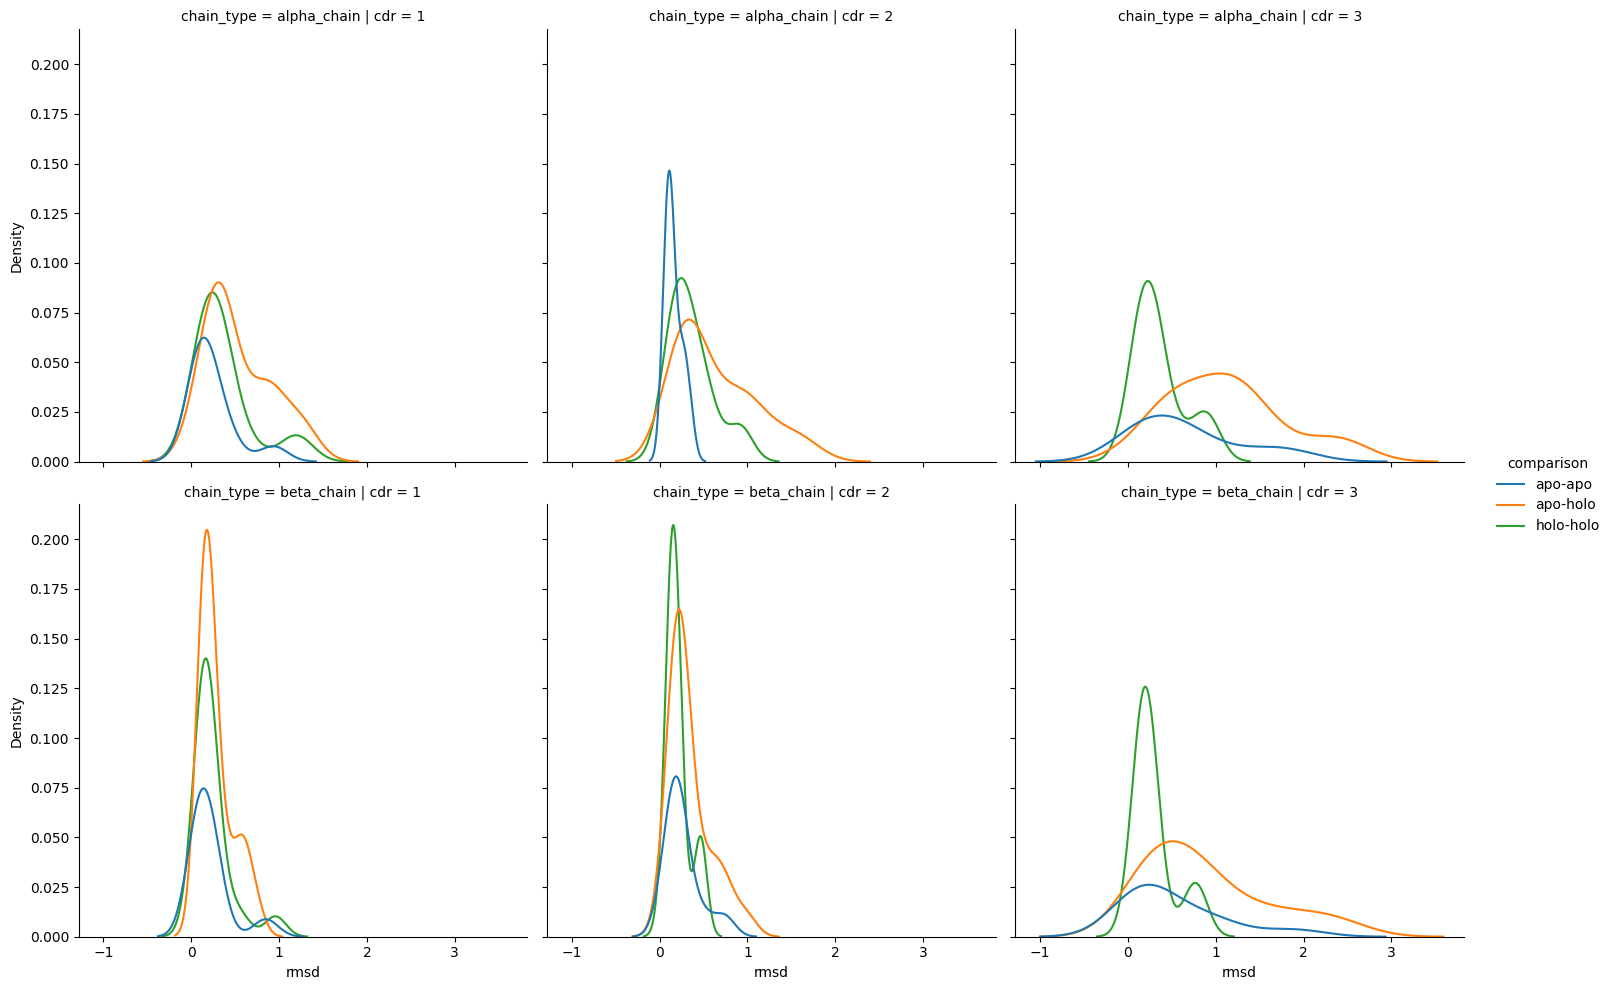 chain_type = alpha_chain | cdr = 1
chain_type = alpha_chain | cdr = 2
chain_type = alpha_chain | cdr = 3
0.200
0.175
0.150
0.125
0.100
0.075
0.050
0.025
0.000
Density
chain_type = beta_chain | cdr = 1
chain_type = beta_chain | cdr = 2
chain_type = beta_chain | cdr = 3
0.200
0.175
0.150
0.125
0.100
0.075
0.050
0.025
0.000
Density
−1 0 1 2 3
rmsd
−1 0 1 2 3
rmsd
−1 0 1 2 3
rmsd
comparison
apo-apo
apo-holo
holo-holo